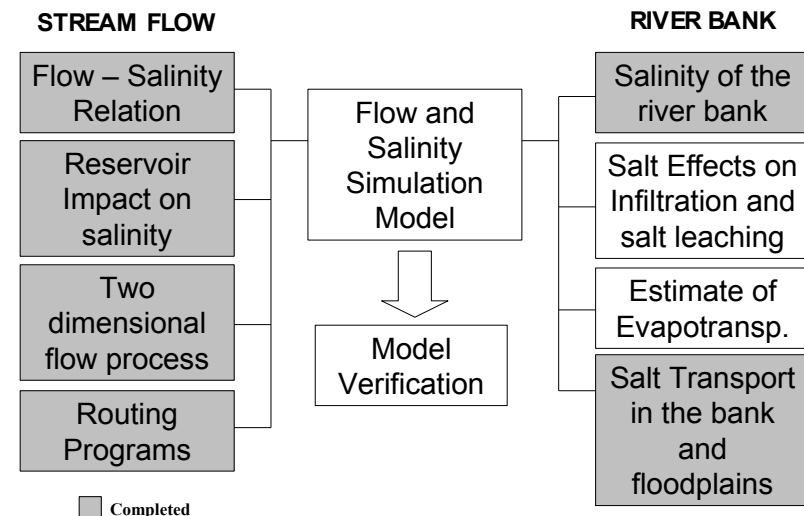 STREAM FLOW
Flow – Salinity
Relation
Reservoir
Impact on
salinity
Two
dimensional
flow process
Routing
Programs
Completed
Flow and
Salinity
Simulation
Model
Model
Verification
RIVER BANK
Salinity of the
river bank
Salt Effects on
Infiltration and
salt leaching
Estimate of
Evapotransp.
Salt Transport
in the bank
and
floodplains